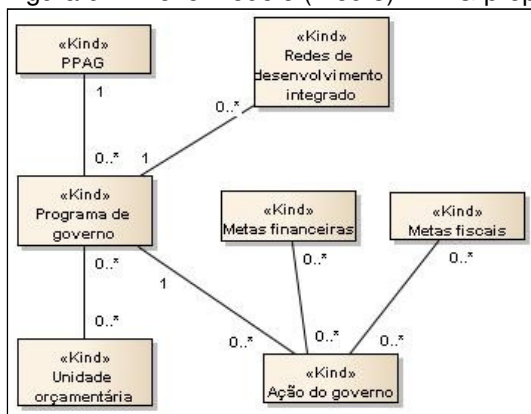 «Kind»
PPAG
«Kind»
Redes de
desenvolvimento
integrado
1
0..*
0..*
1
«Kind»
Programa de
governo
«Kind»
Metas financeiras
«Kind»
Metas fiscais
0..*
1
0..*
0..*
0..*
0..*
0..*
0..*
«Kind»
Unidade
orçamentária
«Kind»
Ação do governo